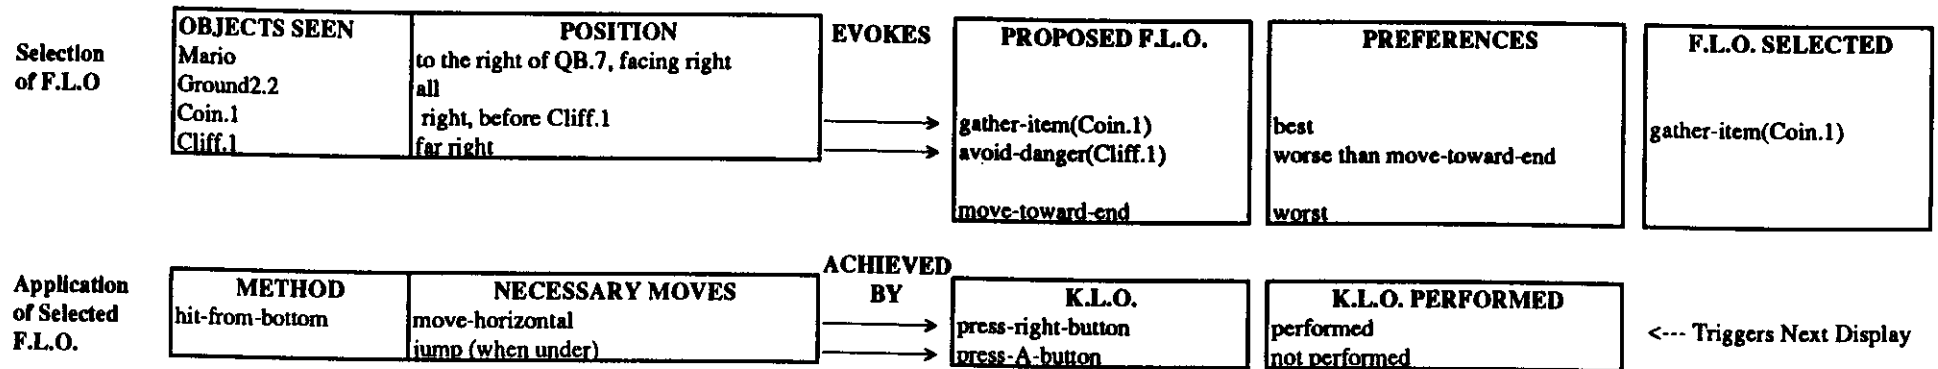 Selection
of F.L.O
OBJECTS SEEN POSITION
Mario to the right of QB.7, facing right
Ground2.2 all
Coin.1 right, before Cliff.1
Cliff.1 far right
EVOKES
PROPOSED F.L.O. PREFERENCES F.L.O. SELECTED
gather-item(Coin.1) best gather-item(Coin.1)
avoid-danger(Cliff.1) worse than move-toward-end
move-toward-end worst
Application
of Selected
F.L.O.
METHOD NECESSARY MOVES
hit-from-bottom move-horizontal
jump (when under)
ACHIEVED
BY
K.L.O. K.L.O. PERFORMED
press-right-button performed
press-A-button not performed
<--- Triggers Next Display